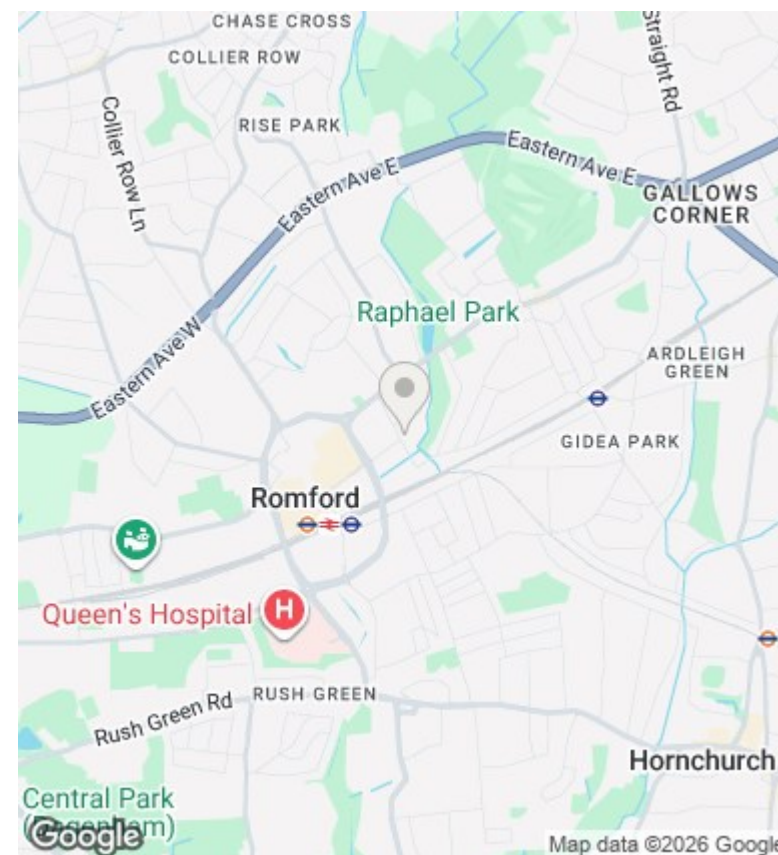 CHASE CROSS
COLLIER ROW
Straight Rd
RISE PARK
Collier Row Ln
Eastern Ave E
Eastern Ave E
GALLOWS
CORNER
Raphael Park
Eastern Ave W
ARDLEIGH
GREEN
GIDEA PARK
Romford
Queen's Hospital
H
RUSH GREEN
Rush Green Rd
Hornchurch
Central Park
(Dagenham)
Google
Map data ©2026 Google